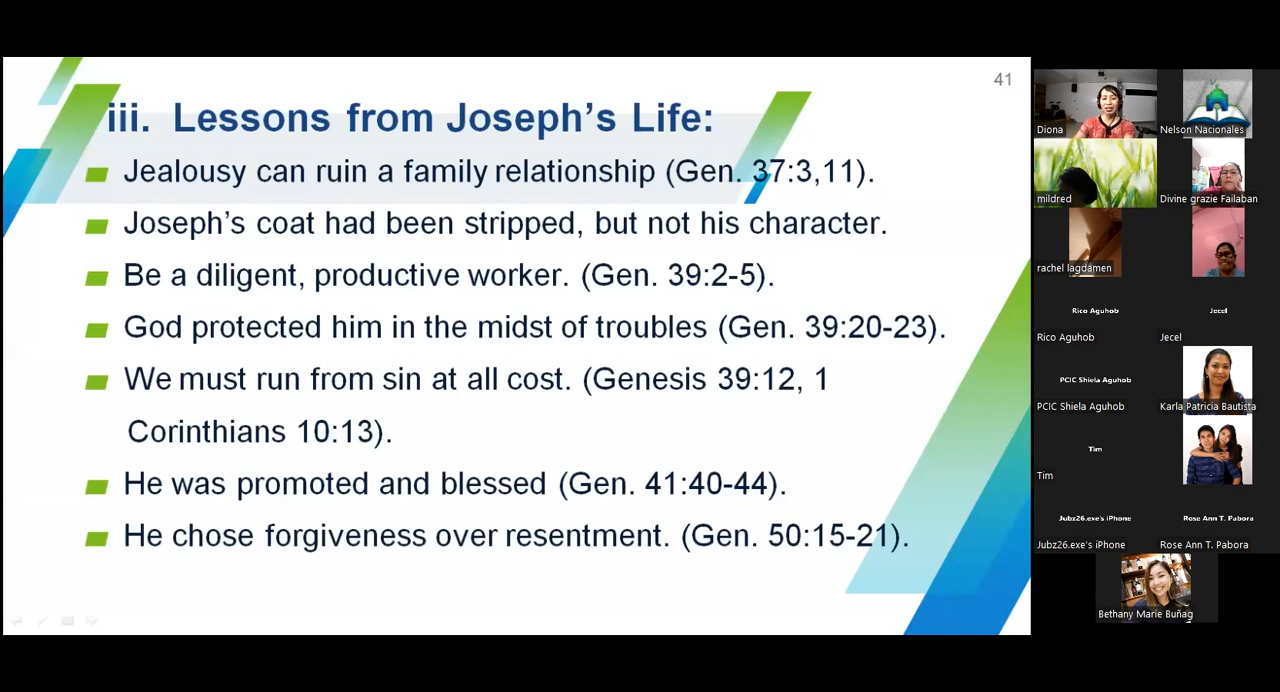 41
iii. Lessons from Joseph's Life:
Jealousy can ruin a family relationship (Gen. 37:3,11).
Joseph's coat had been stripped, but not his character.
Be a diligent, productive worker. (Gen. 39:2-5).
God protected him in the midst of troubles (Gen. 39:20-23).
We must run from sin at all cost. (Genesis 39:12, 1
Corinthians 10:13).
He was promoted and blessed (Gen. 41:40-44).
He chose forgiveness over resentment. (Gen. 50:15-21).
Diona
Nelson Nacionales
mildred
Divine grazie Failaban
rachel lagdamen
Rico Aguhob
Rico Aguhob
Jecel
Jecel
PCIC Shiela Aguhob
PCIC Shiela Aguhob
Karla Patricia Bautista
Tim
Tim
Jubz26.exe's iPhone
Jubz26.exe's iPhone
Rose Ann T. Pabora
Rose Ann T. Pabora
Bethany Marie Buñag